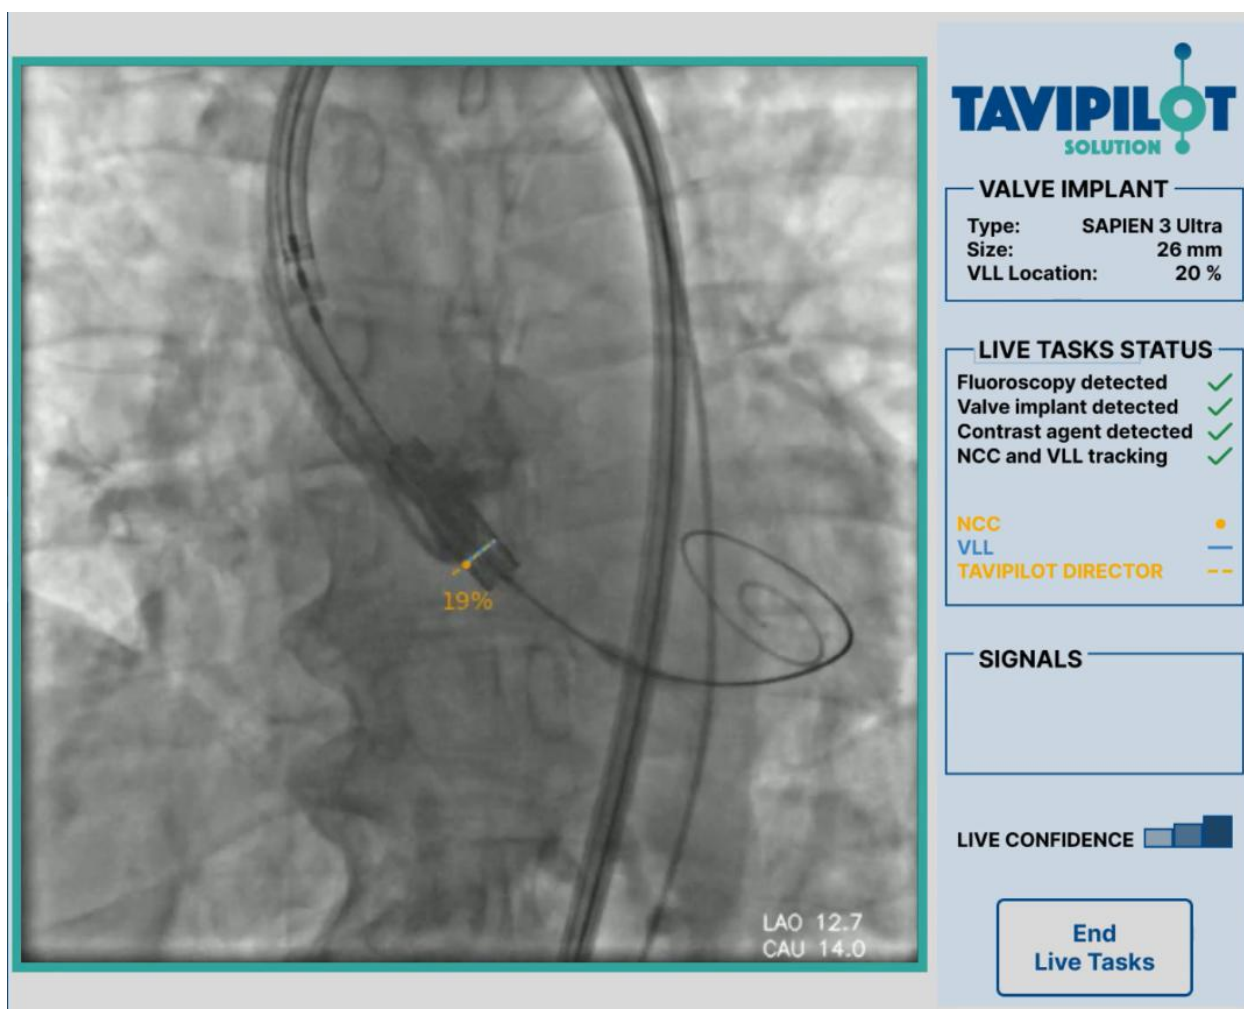 TAVIPILOT
SOLUTION
VALVE IMPLANT
Type: SAPIEN 3 Ultra
Size: 26 mm
VLL Location: 20 %
LIVE TASKS STATUS
Fluoroscopy detected
Valve implant detected
Contrast agent detected
NCC and VLL tracking
NCC
VLL
TAVIPILOT DIRECTOR
SIGNALS
LIVE CONFIDENCE
End
Live Tasks
19%
LAO 12.7
CAU 14.0